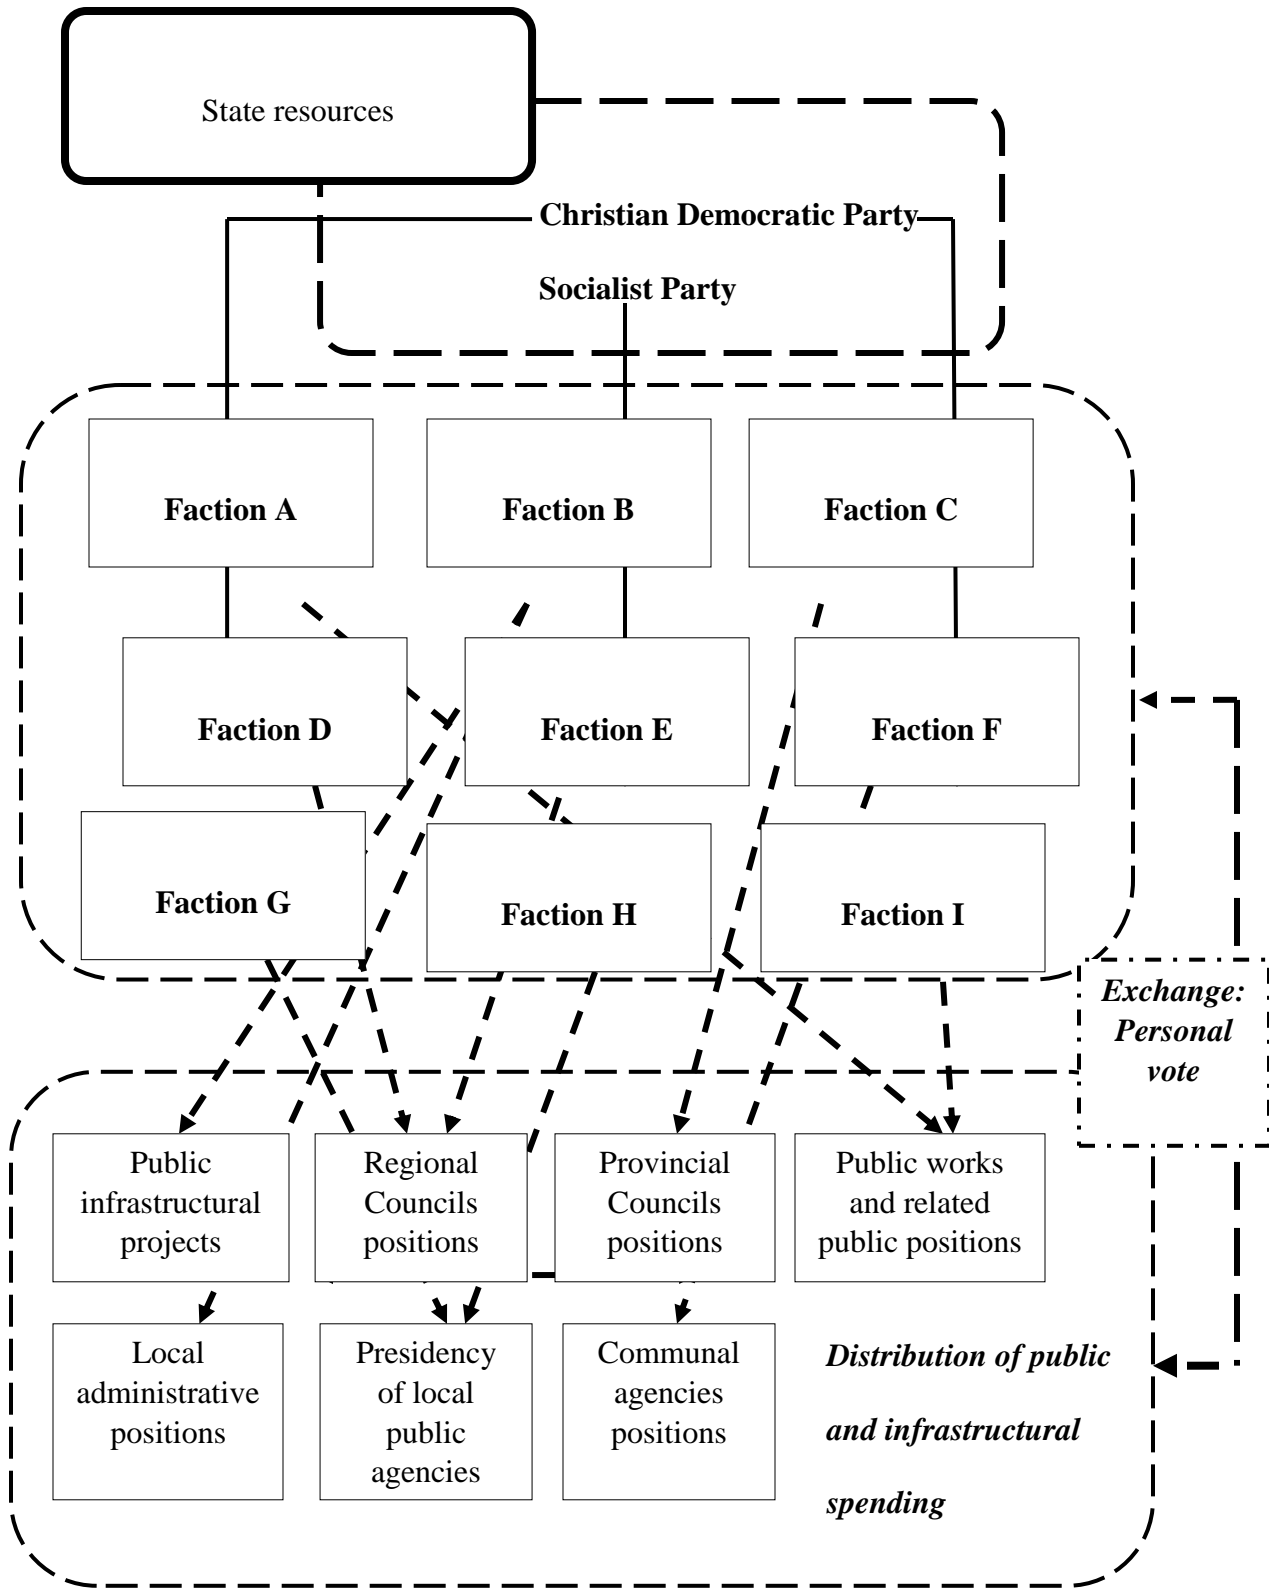 State resources
Christian Democratic Party
Socialist Party
Faction A
Faction B
Faction C
Faction D
Faction E
Faction F
Faction G
Faction H
Faction I
Exchange:
Personal
vote
Public
infrastructural
projects
Regional
Councils
positions
Provincial
Councils
positions
Public works
and related
public positions
Local
administrative
positions
Presidency
of local
public
agencies
Communal
agencies
positions
Distribution of public
and infrastructural
spending